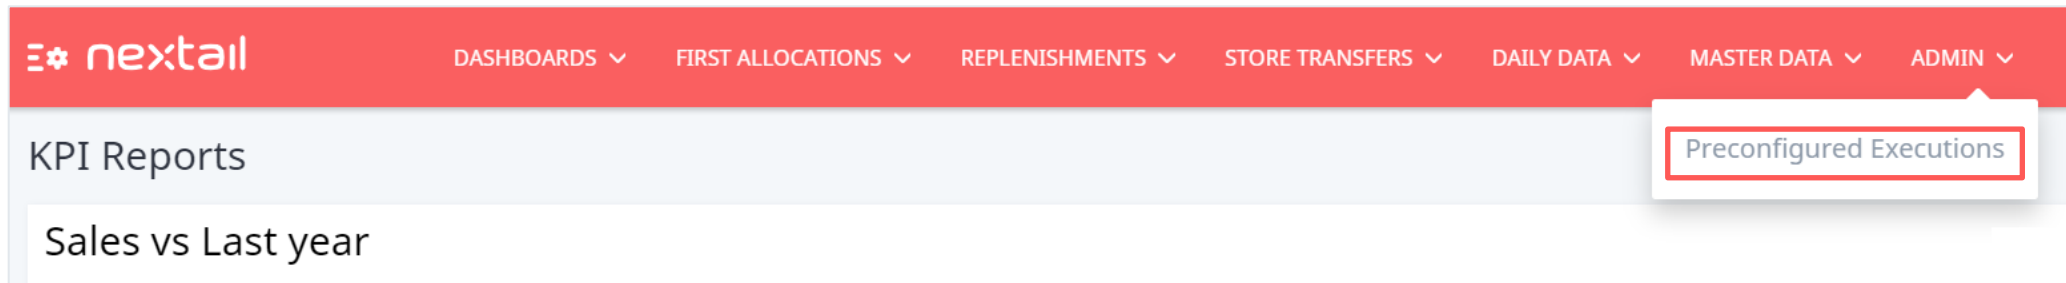 nextail DASHBOARDS FIRST ALLOCATIONS REPLENISHMENTS STORE TRANSFERS DAILY DATA MASTER DATA ADMIN
Preconfigured Executions
KPI Reports
Sales vs Last year